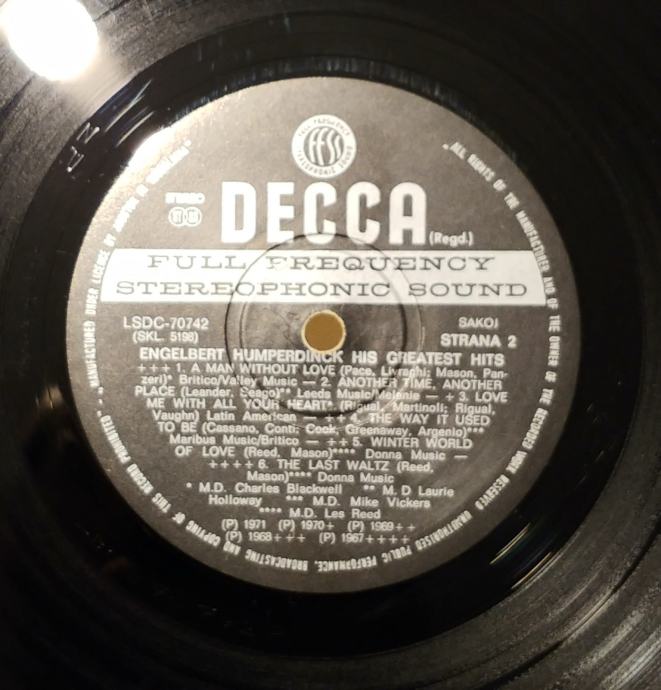 FULL FREQUENCY
STEREOPHONIC SOUND
FFSS
STEREO
DECCA (Regd.)
FULL FREQUENCY
STEREOPHONIC SOUND
LSDC-70742
(SKL. 5198)
SAKOJ
STRANA 2
ENGELBERT HUMPERDINCK HIS GREATEST HITS
+++ 1. A MAN WITHOUT LOVE (Pace, Livraghi; Mason, Pan-
zeri)* Britico/Valley Music — 2. ANOTHER TIME, ANOTHER
PLACE (Leander, Seago)** Leeds Music/Melanie — + 3. LOVE
ME WITH ALL YOUR HEART* (Rigual, Martinoli; Rigual,
Vaughn) Latin American — ++ 4. THE WAY IT USED
TO BE (Cassano, Conti; Cook, Greenaway, Argenio)***
Maribus Music/Britico — ++ 5. WINTER WORLD
OF LOVE (Reed, Mason)**** Donna Music —
++++ 6. THE LAST WALTZ (Reed,
Mason)**** Donna Music
* M.D. Charles Blackwell ** M. D Laurie
Holloway *** M.D. Mike Vickers
**** M.D. Les Reed
(P) 1971 (P) 1970+ (P) 1969++
(P) 1968+++ (P) 1967++++
"MANUFACTURED UNDER LICENCE BY
"ALL RIGHTS OF THE MANUFACTURER AND OF THE OWNER OF THE RECORDED WORK RESERVED UNAUTHORISED PUBLIC PERFORMANCE, BROADCASTING AND COPYING OF THIS RECORD PROHIBITED"